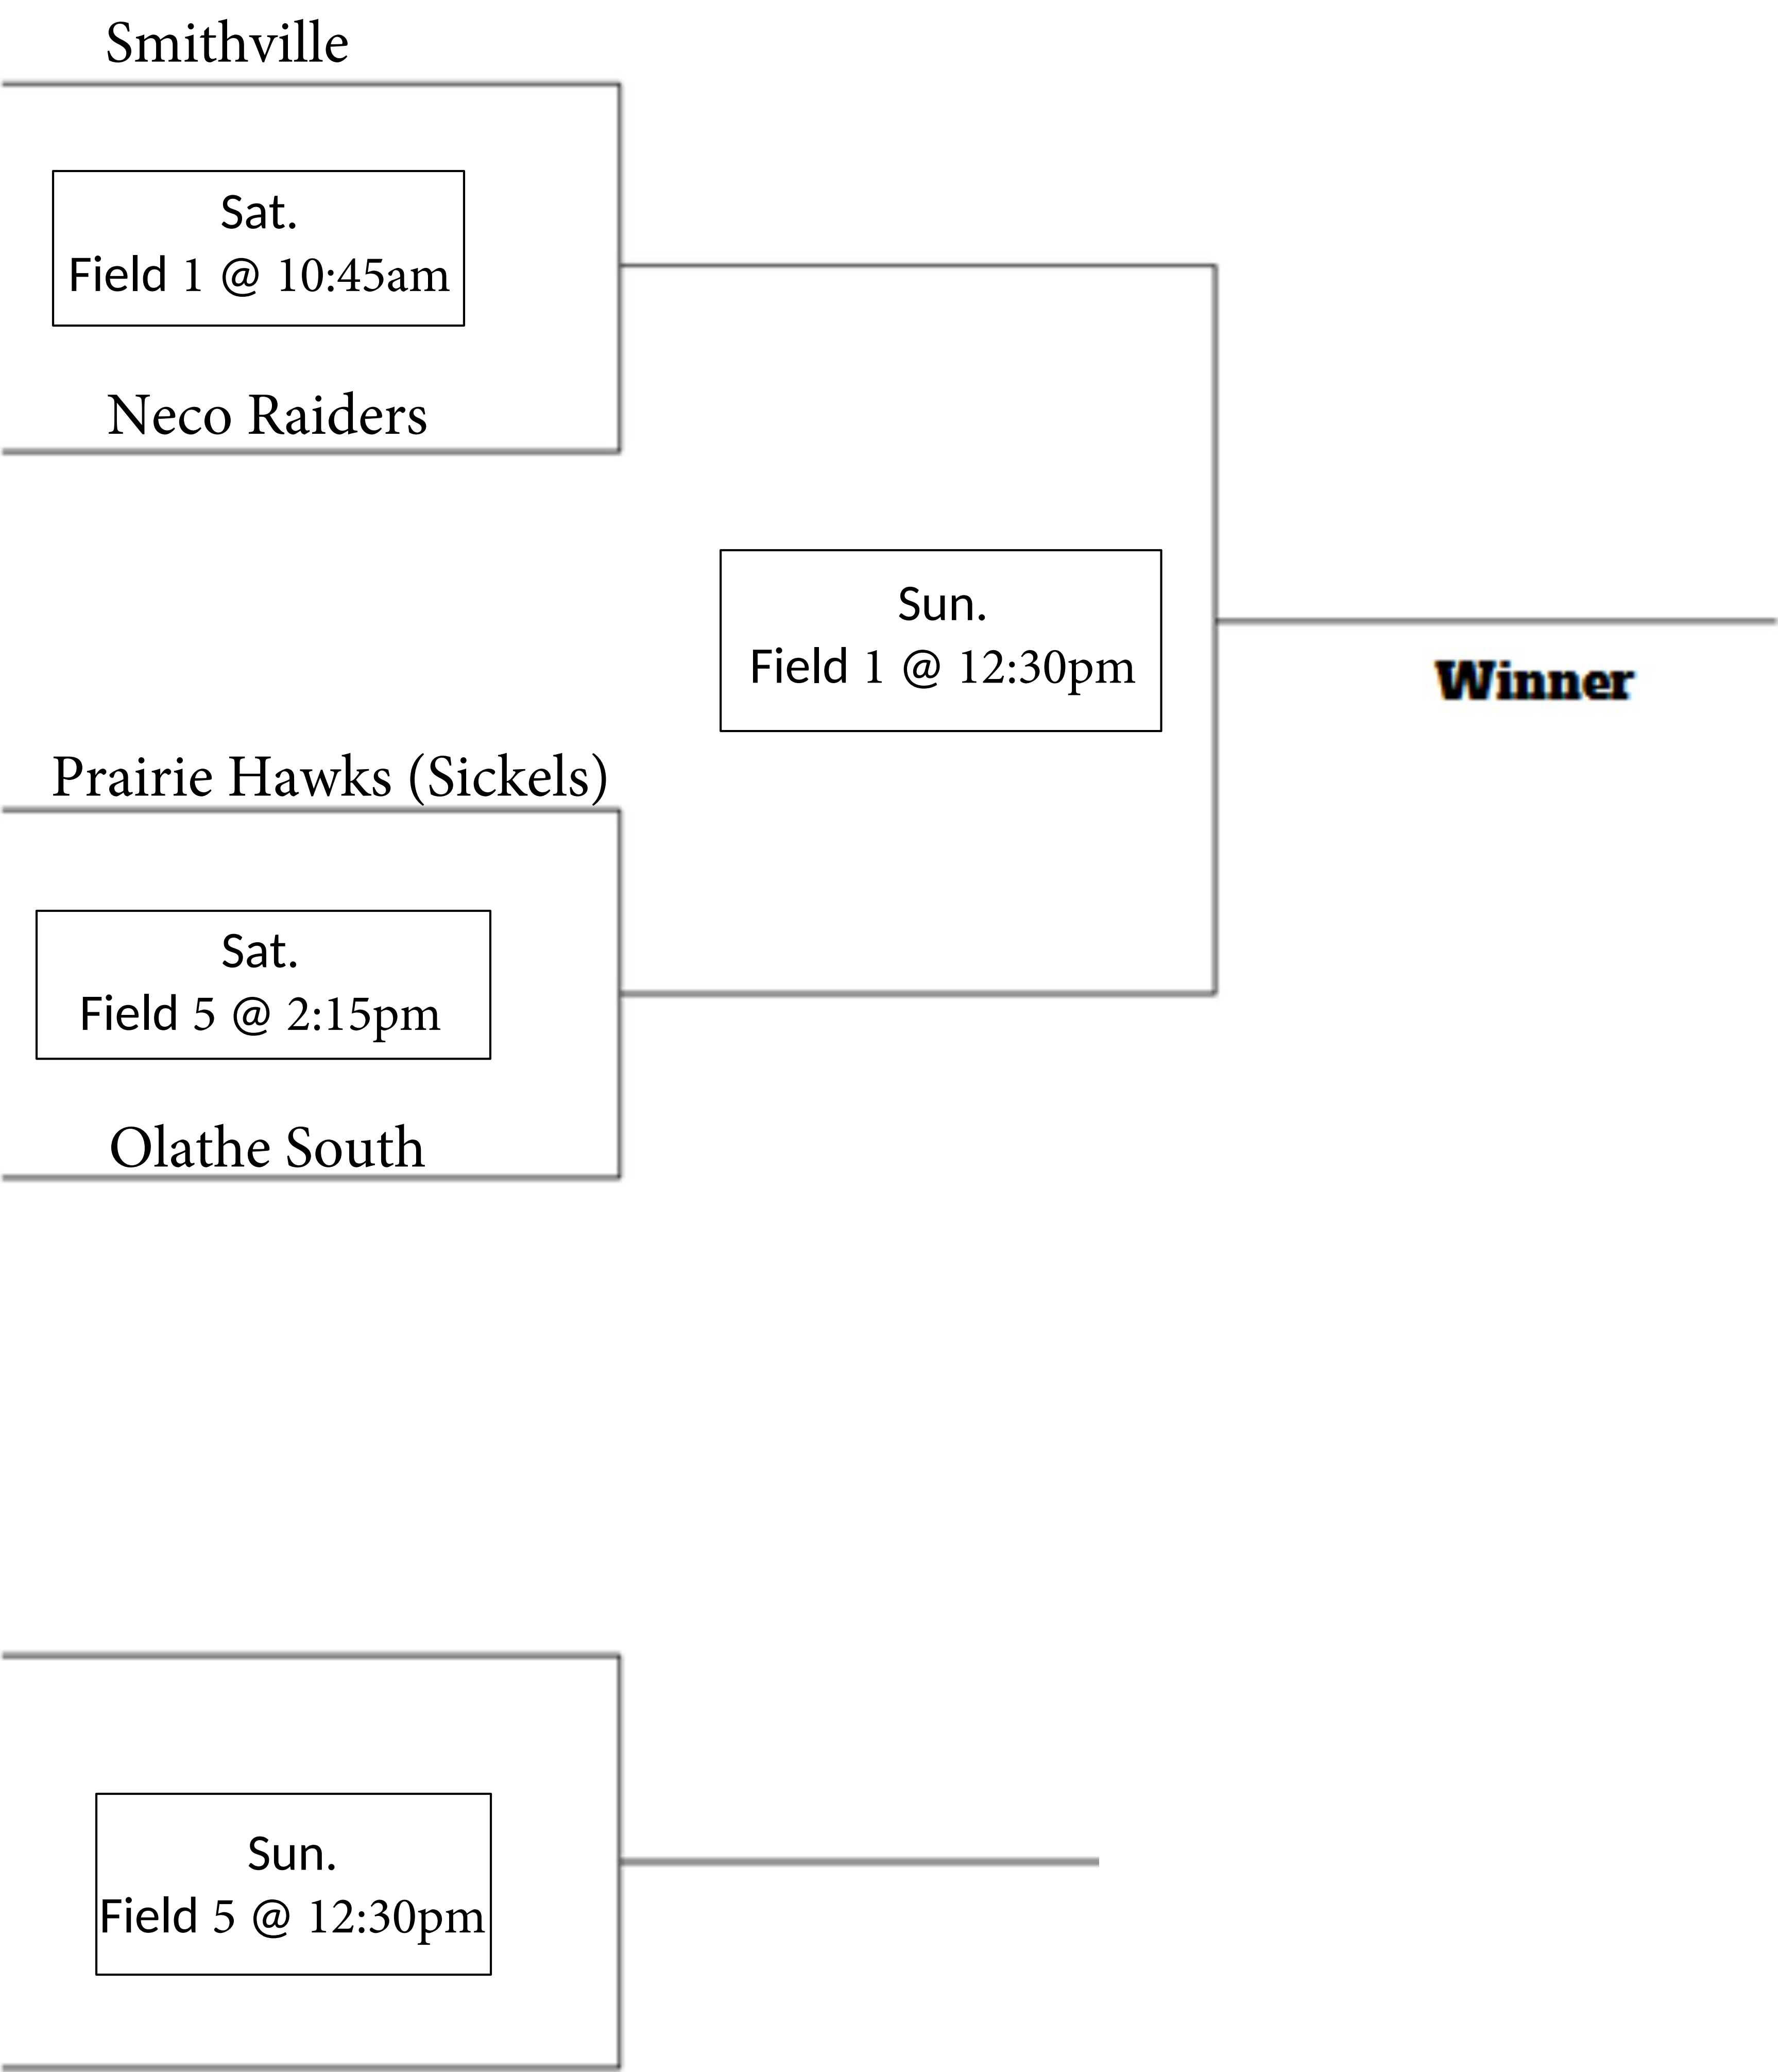 Smithville
Sat.
Field 1 @ 10:45am
Neco Raiders
Sun.
Field 1 @ 12:30pm
Winner
Prairie Hawks (Sickels)
Sat.
Field 5 @ 2:15pm
Olathe South
Sun.
Field 5 @ 12:30pm